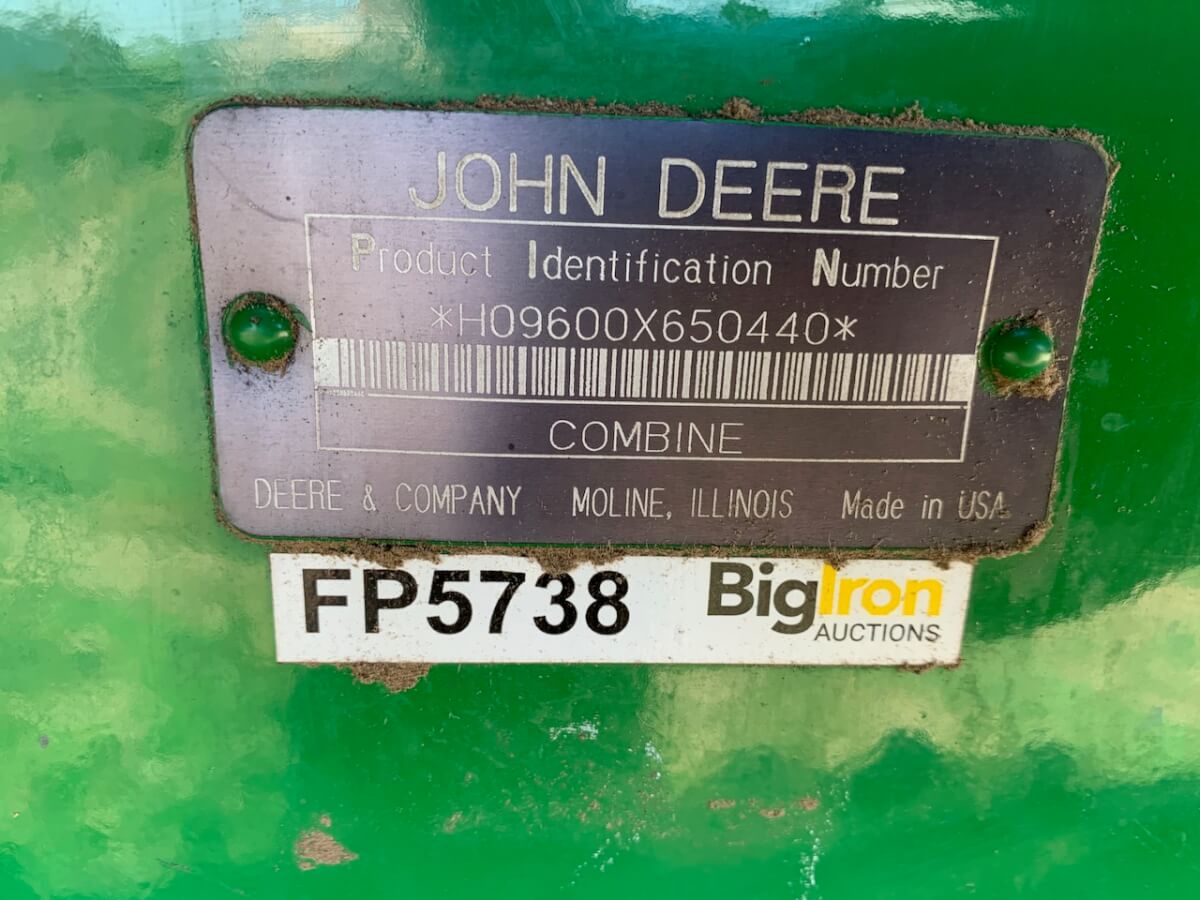 JOHN DEERE
Product Identification Number
*H09600X650440*
COMBINE
DEERE & COMPANY MOLINE, ILLINOIS Made in USA
FP5738 BigIron
AUCTIONS